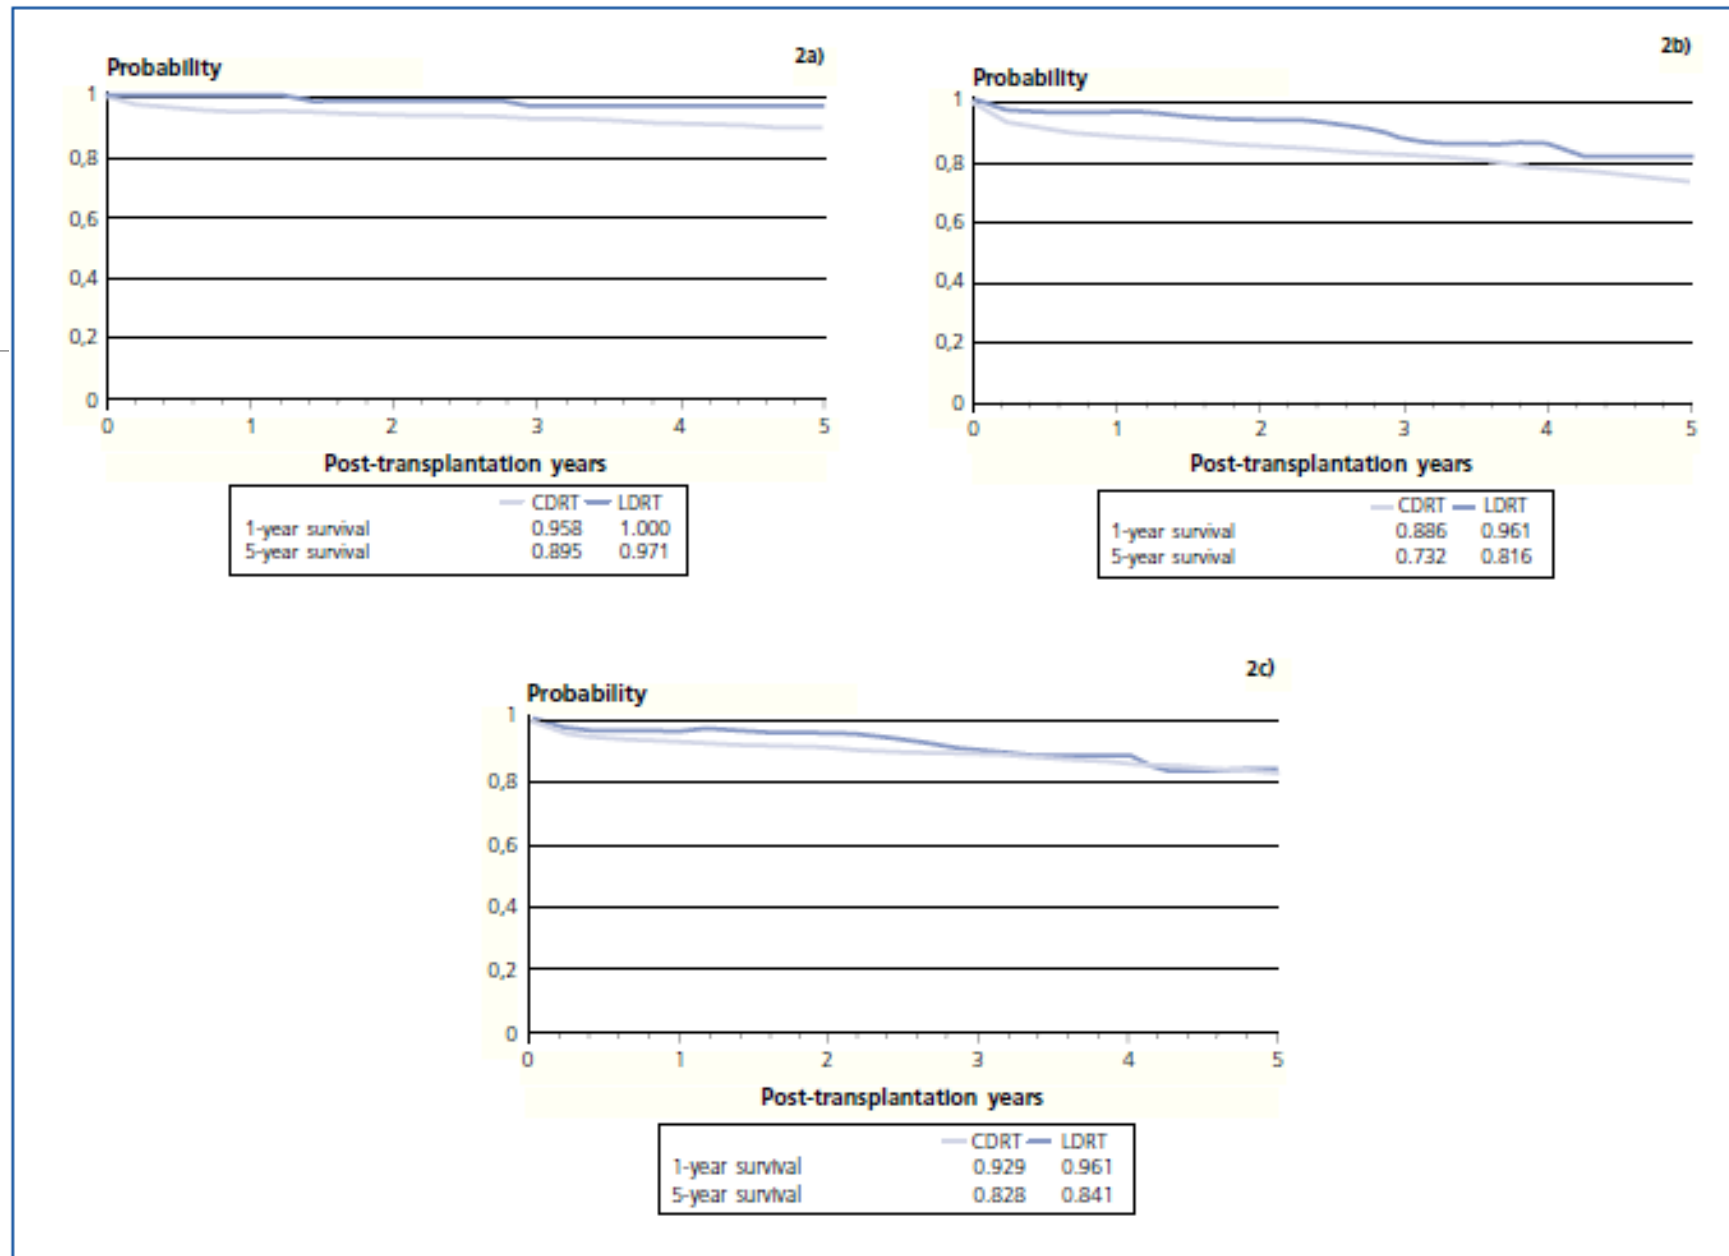 2a)
Probability
1
0,8
0,6
0,4
0,2
0
0 1 2 3 4 5
Post-transplantation years
CDRT LDRT
1-year survival 0.958 1.000
5-year survival 0.895 0.971
2b)
Probability
1
0,8
0,6
0,4
0,2
0
0 1 2 3 4 5
Post-transplantation years
CDRT LDRT
1-year survival 0.886 0.961
5-year survival 0.732 0.816
2c)
Probability
1
0,8
0,6
0,4
0,2
0
0 1 2 3 4 5
Post-transplantation years
CDRT LDRT
1-year survival 0.929 0.961
5-year survival 0.828 0.841